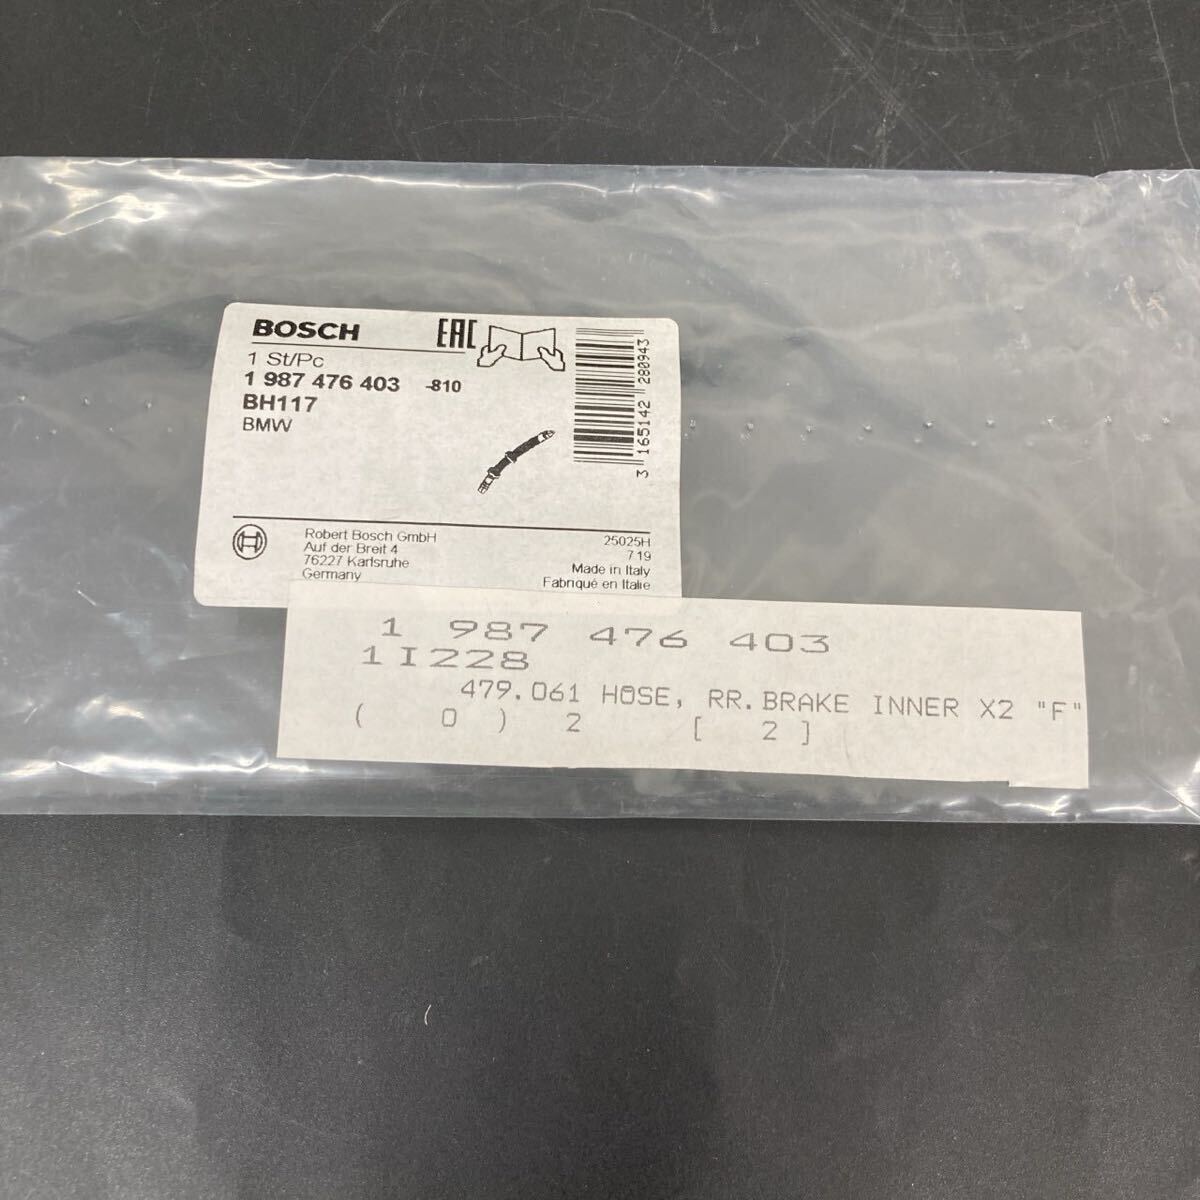 BOSCH EAC
1 St/Pc
1 987 476 403 -810
BH117
BMW
3 165142 280943
Robert Bosch GmbH
Auf der Breit 4
76227 Karlsruhe
Germany
25025H
719
Made in Italy
Fabriqué en Italie
1 987 476 403
1I228
479.061 HOSE, RR.BRAKE INNER X2 "F"
( 0 ) 2 [ 2 ]